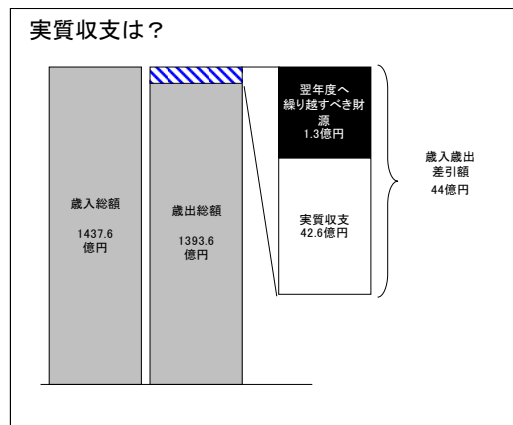 実質収支は？
歳入総額
1437.6
億円
歳出総額
1393.6
億円
翌年度へ
繰り越すべき財
源
1.3億円
実質収支
42.6億円
歳入歳出
差引額
44億円